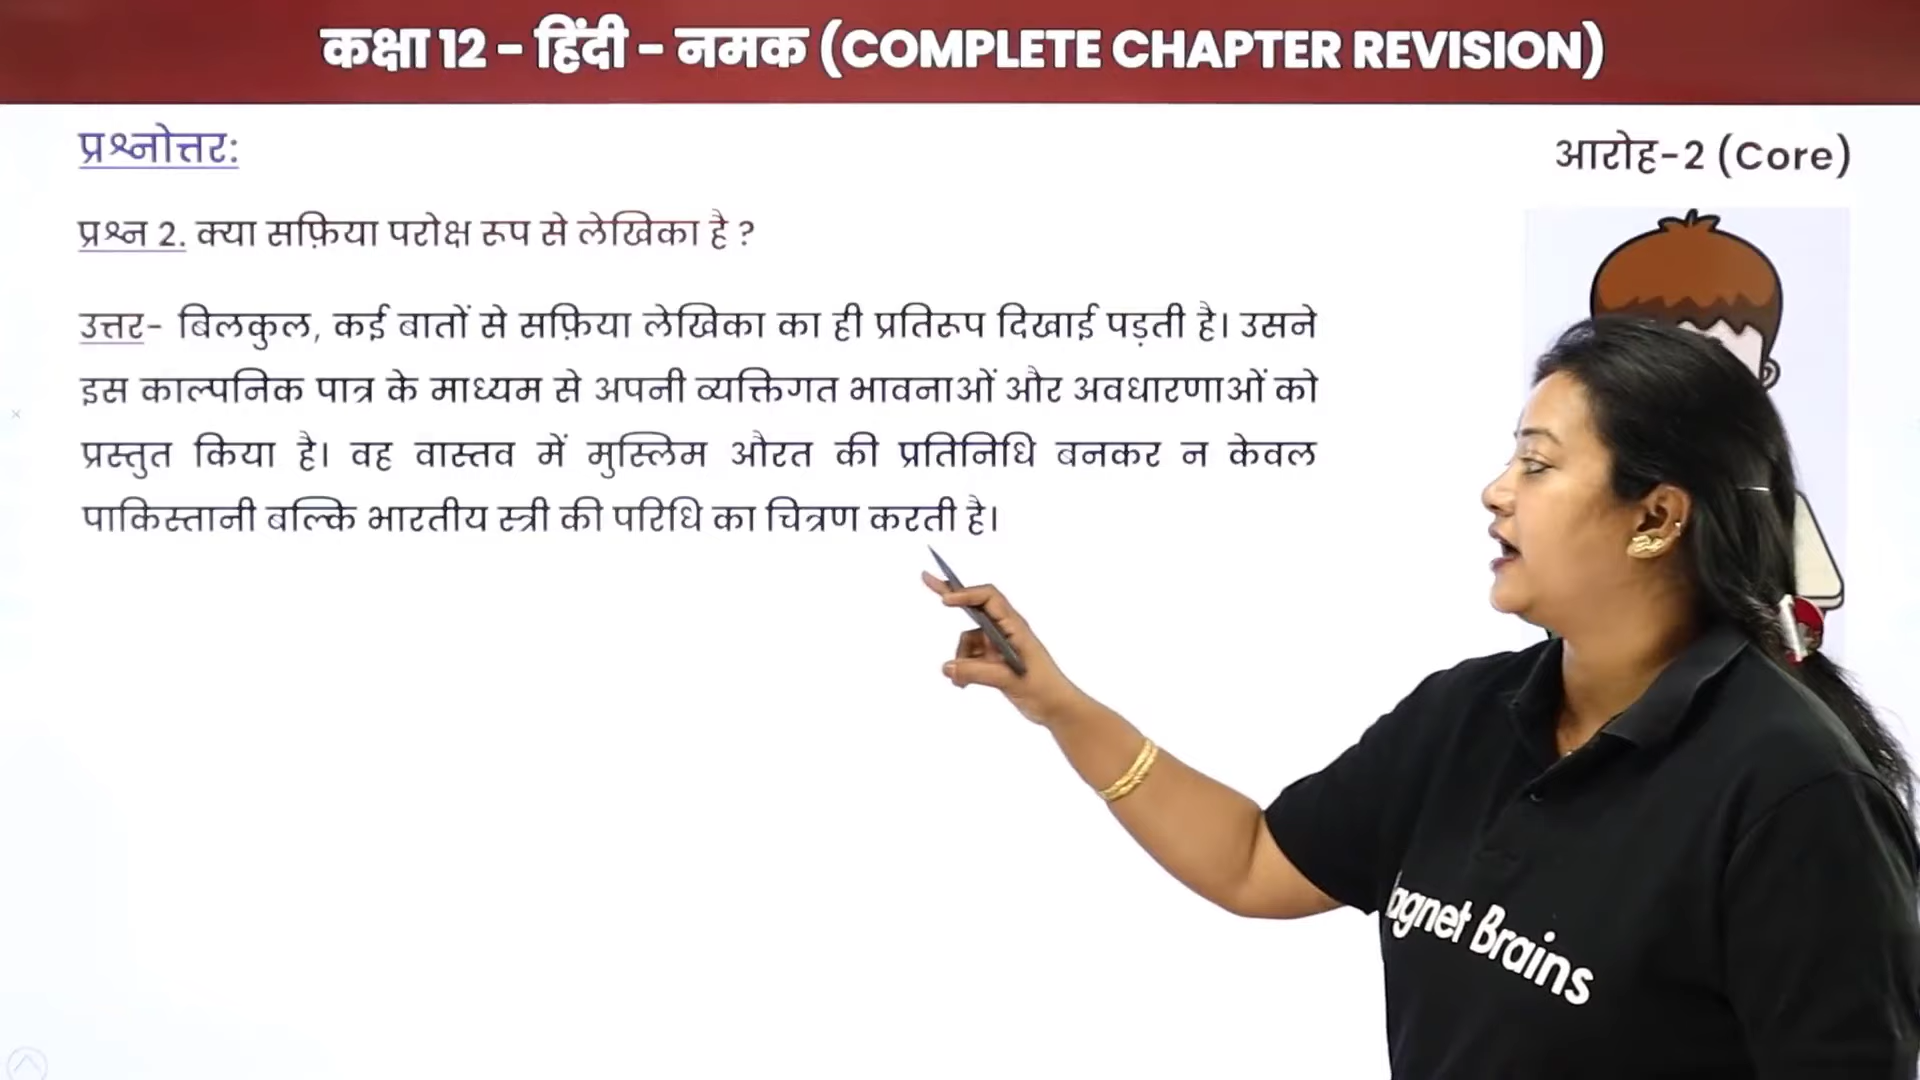 कक्षा 12 - हिंदी - नमक (COMPLETE CHAPTER REVISION)
प्रश्नोत्तर:
आरोह-2 (Core)
प्रश्न 2. क्या सफ़िया परोक्ष रूप से लेखिका है ?
उत्तर- बिलकुल, कई बातों से सफ़िया लेखिका का ही प्रतिरूप दिखाई पड़ती है। उसने
इस काल्पनिक पात्र के माध्यम से अपनी व्यक्तिगत भावनाओं और अवधारणाओं को
प्रस्तुत किया है। वह वास्तव में मुस्लिम औरत की प्रतिनिधि बनकर न केवल
पाकिस्तानी बल्कि भारतीय स्त्री की परिधि का चित्रण करती है।
agnet Brains